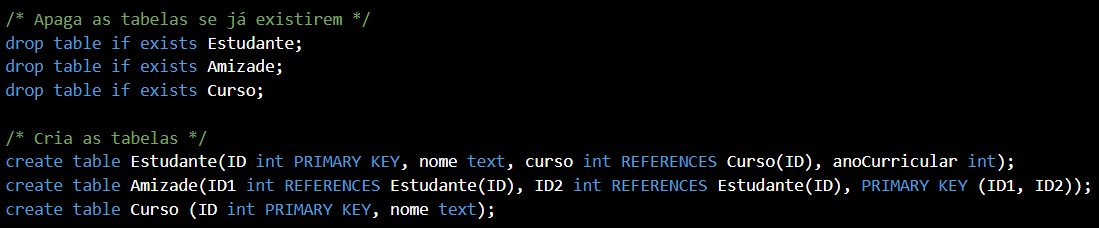 /* Apaga as tabelas se já existirem */
drop table if exists Estudante;
drop table if exists Amizade;
drop table if exists Curso;
/* Cria as tabelas */
create table Estudante(ID int PRIMARY KEY, nome text, curso int REFERENCES Curso(ID), anoCurricular int);
create table Amizade(ID1 int REFERENCES Estudante(ID), ID2 int REFERENCES Estudante(ID), PRIMARY KEY (ID1, ID2));
create table Curso (ID int PRIMARY KEY, nome text);